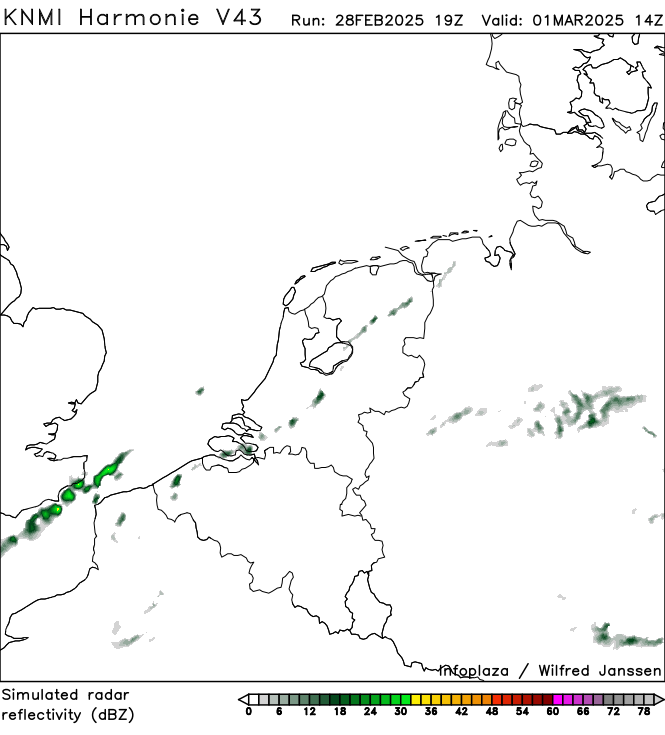 KNMI Harmonie V43 Run: 28FEB2025 19Z Valid: 01MAR2025 14Z
infoplaza / Wilfred Janssen
Simulated radar
reflectivity (dBZ)
0 6 12 18 24 30 36 42 48 54 60 66 72 78